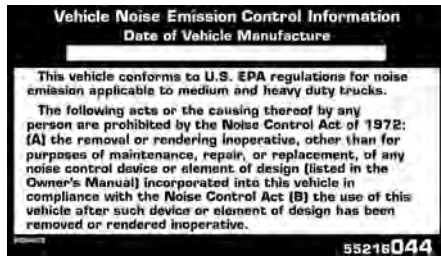 Vehicle Noise Emission Control Information
Date of Vehicle Manufacture
This vehicle conforms to U.S. EPA regulations for noise
emission applicable to medium and heavy duty trucks.
The following acts or the causing thereof by any
person are prohibited by the Noise Control Act of 1972:
(A) the removal or rendering inoperative, other than for
purposes of maintenance, repair, or replacement, of any
noise control device or element of design (listed in the
Owner's Manual) incorporated into this vehicle in
compliance with the Noise Control Act (B) the use of this
vehicle after such device or element of design has been
removed or rendered inoperative.
55216044